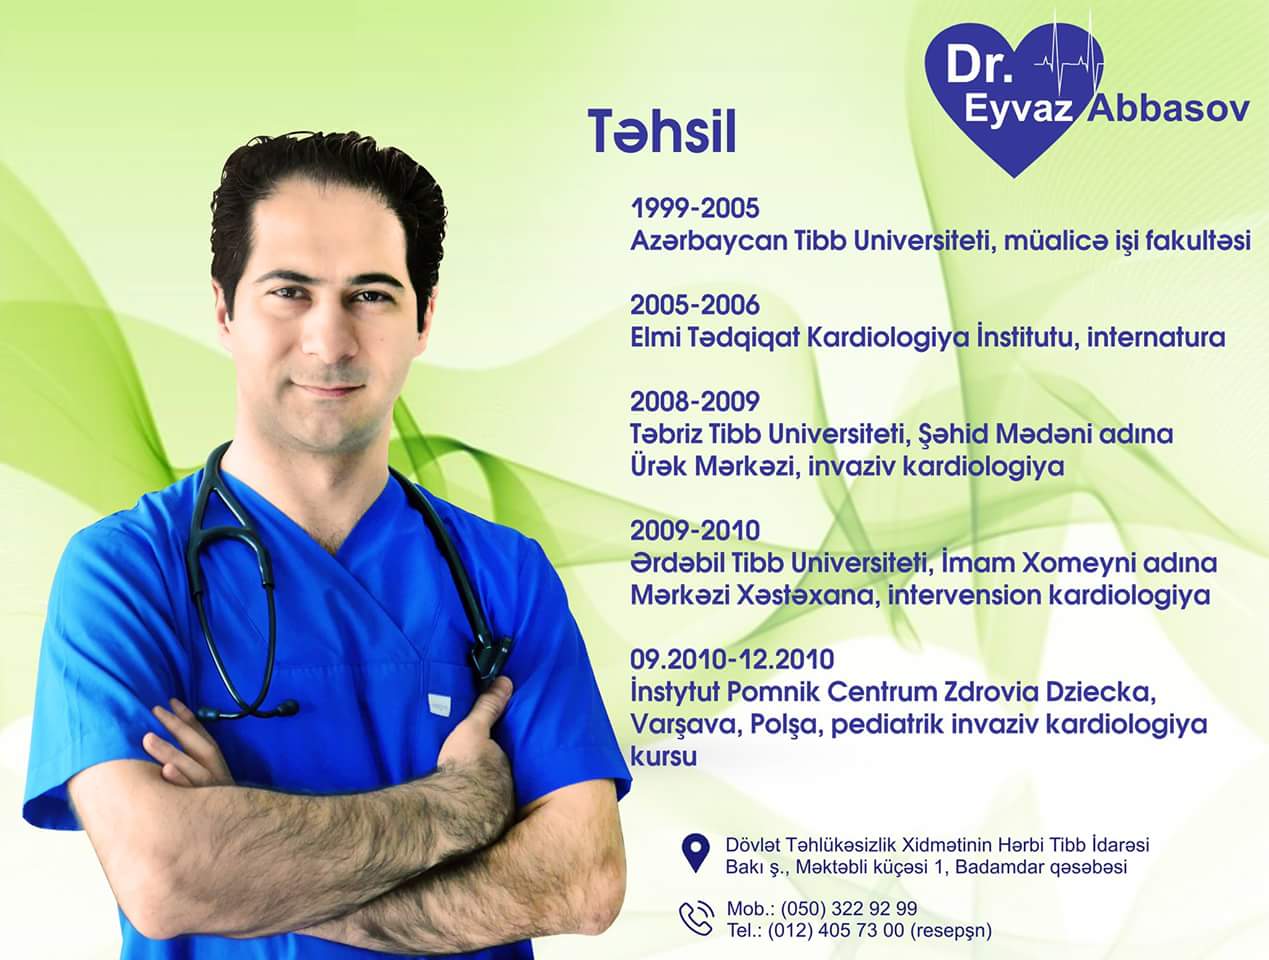 Dr.
Eyvaz Abbasov
Təhsil
1999-2005
Azərbaycan Tibb Universiteti, müalicə işi fakultəsi
2005-2006
Elmi Tədqiqat Kardiologiya İnstitutu, internatura
2008-2009
Təbriz Tibb Universiteti, Şəhid Mədəni adına
Ürək Mərkəzi, invaziv kardiologiya
2009-2010
Ərdəbil Tibb Universiteti, İmam Xomeyni adına
Mərkəzi Xəstəxana, intervension kardiologiya
09.2010-12.2010
İnstytut Pomnik Centrum Zdrovia Dziecka,
Varşava, Polşa, pediatrik invaziv kardiologiya
kursu
Dövlət Təhlükəsizlik Xidmətinin Hərbi Tibb İdarəsi
Bakı ş., Məktəbli küçəsi 1, Badamdar qəsəbəsi
Mob.: (050) 322 92 99
Tel.: (012) 405 73 00 (resepşn)